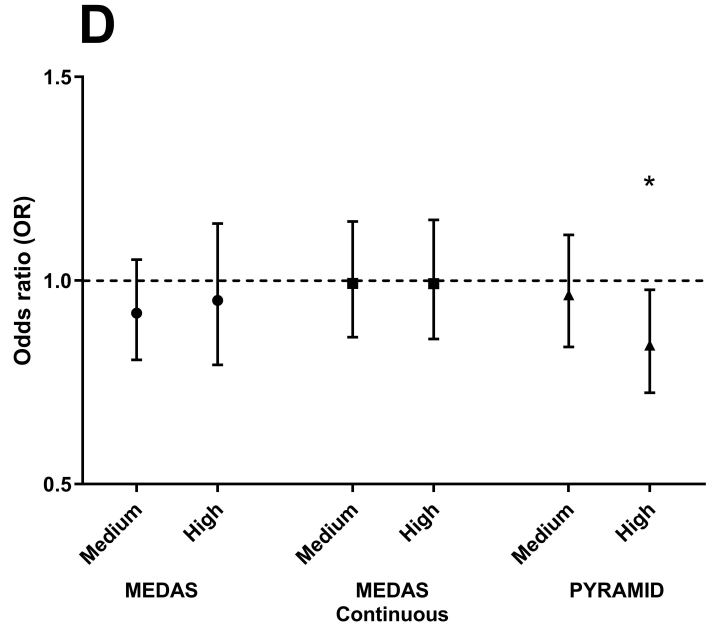 D
1.5
1.0
0.5
Odds ratio (OR)
*
Medium
High
Medium
High
Medium
High
MEDAS
MEDAS
Continuous
PYRAMID